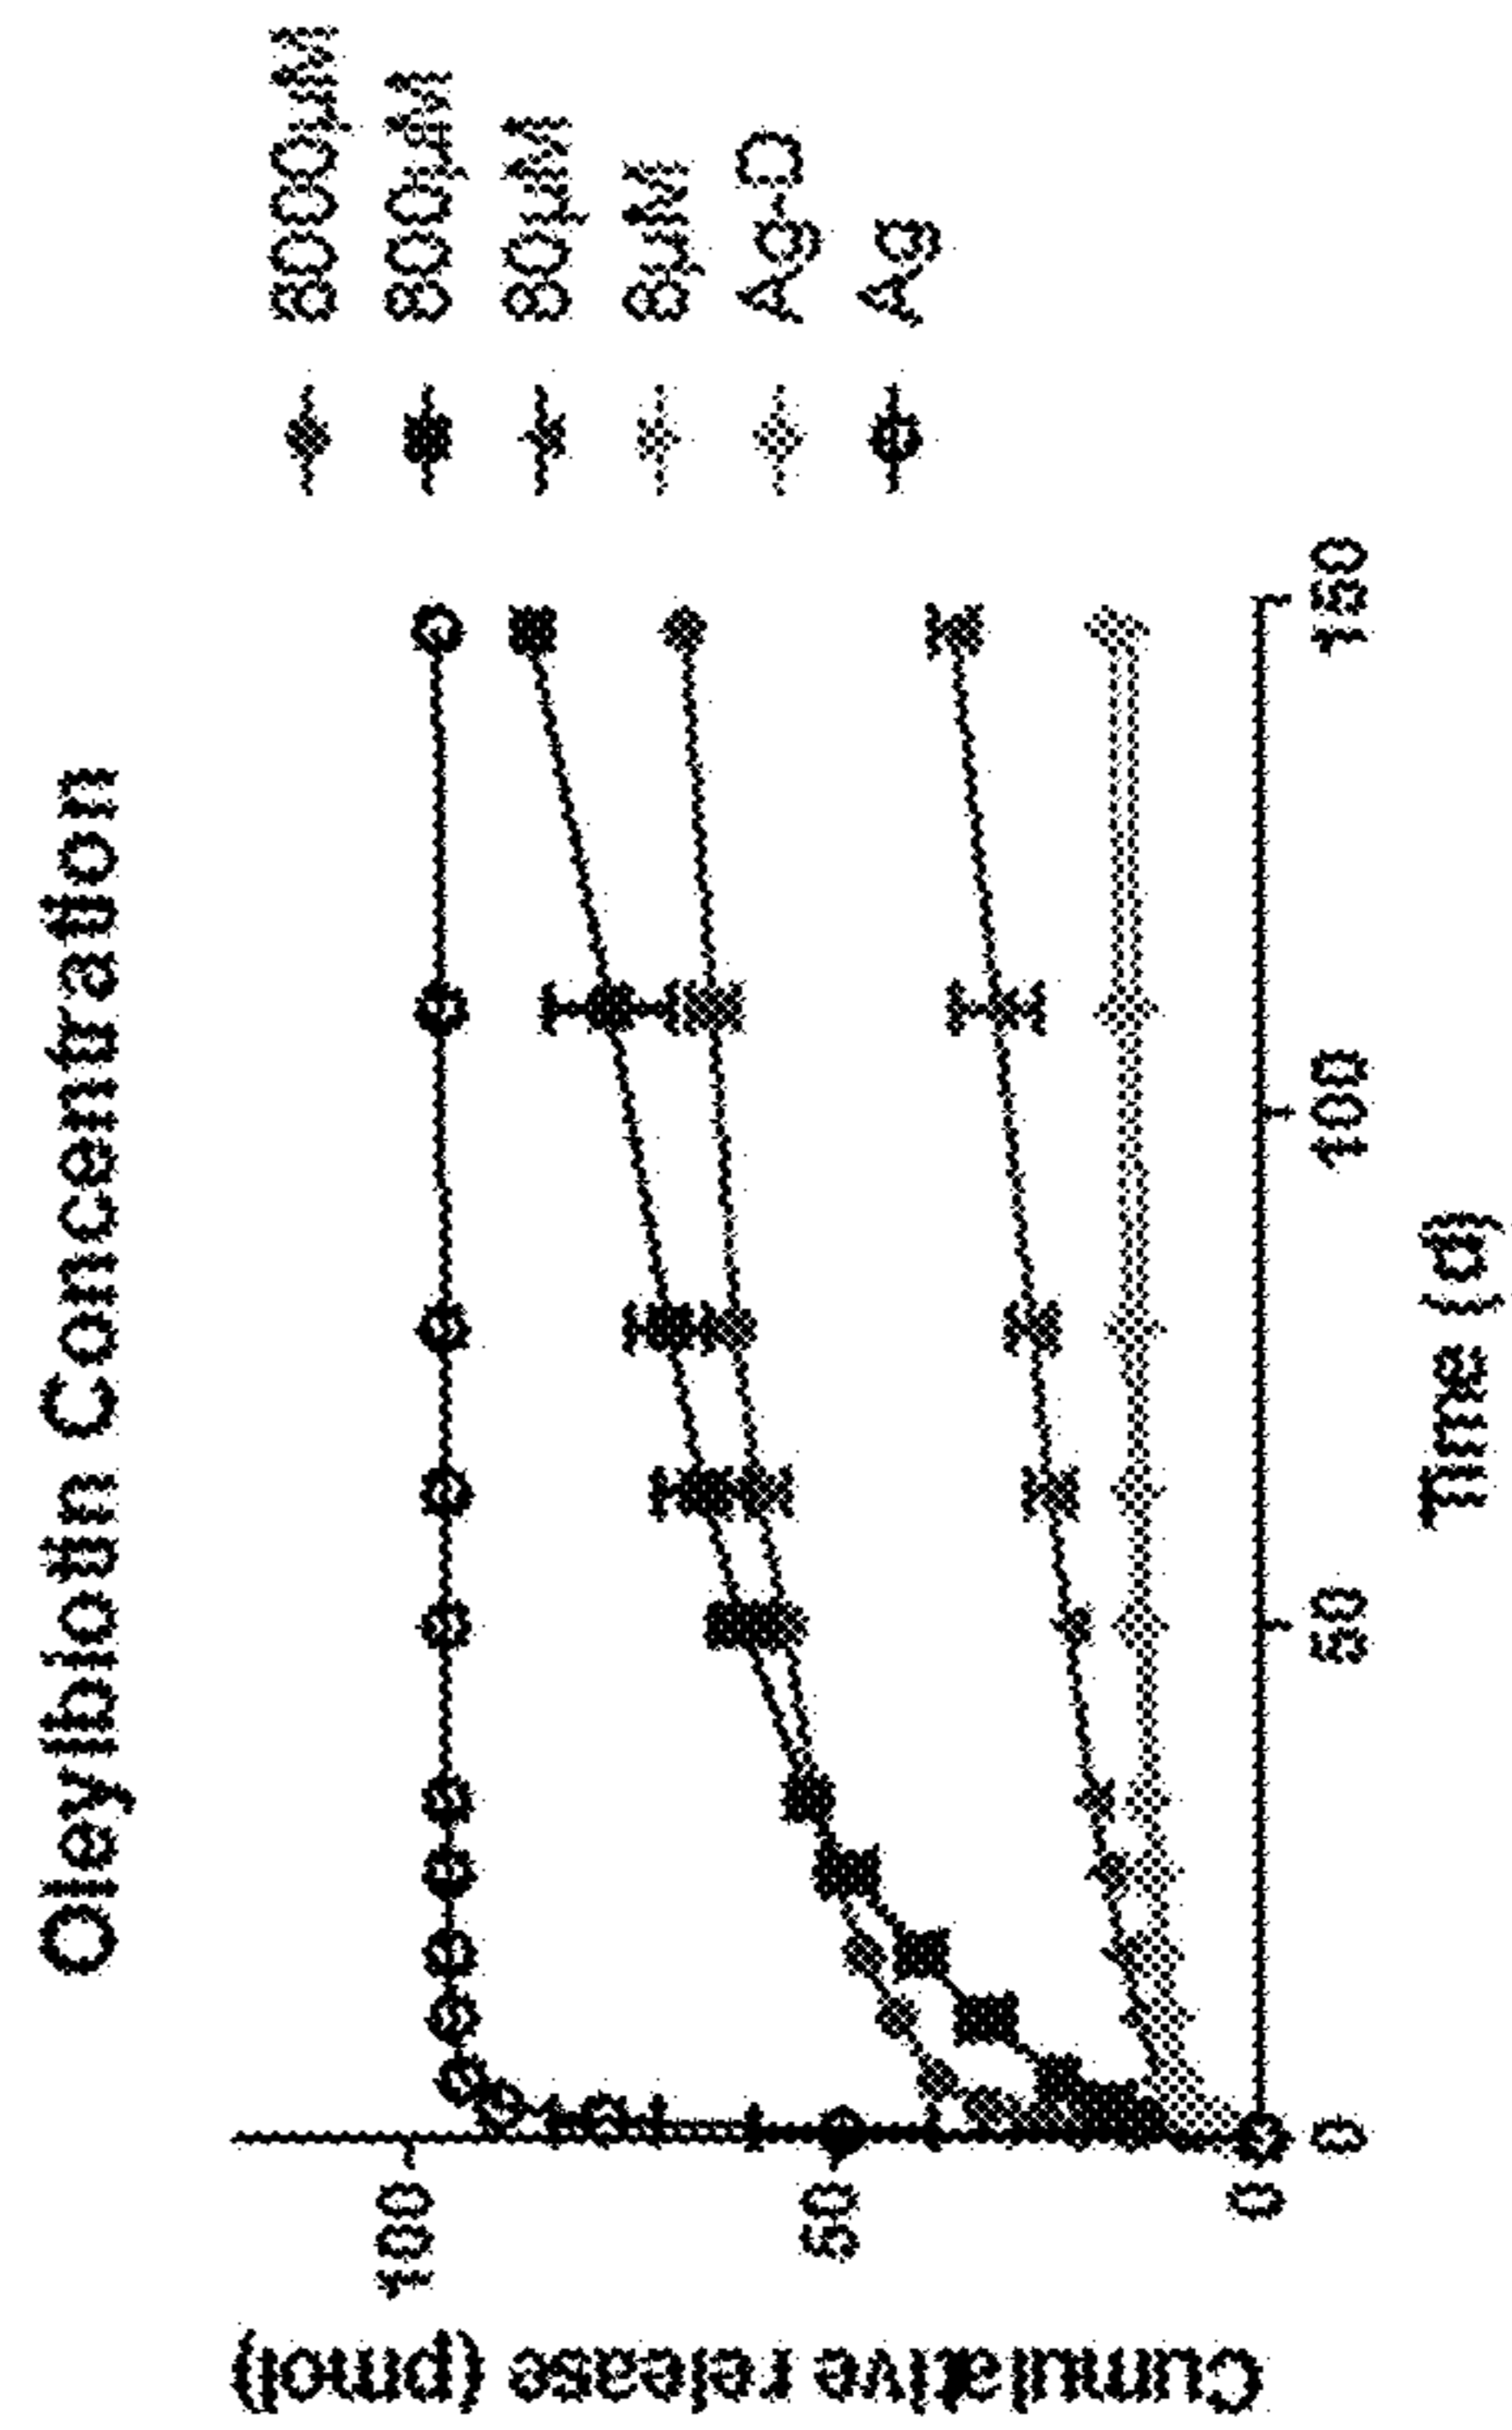 Oleylbiotin Concentration
Cumulative release (pmol)
100
50
0
0
50
100
150
Time (d)
8000µM
800µM
80µM
8µM
Ag-D
Ag